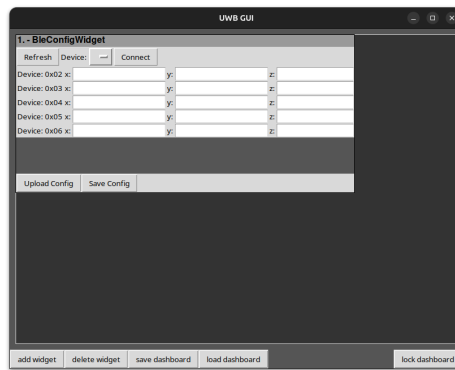 UWB GUI
1. - BleConfigWidget
Refresh Device: Connect
Device: 0x02 x: y: z:
Device: 0x03 x: y: z:
Device: 0x04 x: y: z:
Device: 0x05 x: y: z:
Device: 0x06 x: y: z:
Upload Config Save Config
add widget delete widget save dashboard load dashboard lock dashboard